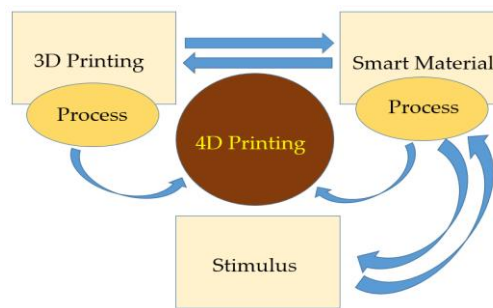 3D Printing
Smart Material
Process
Process
4D Printing
Stimulus